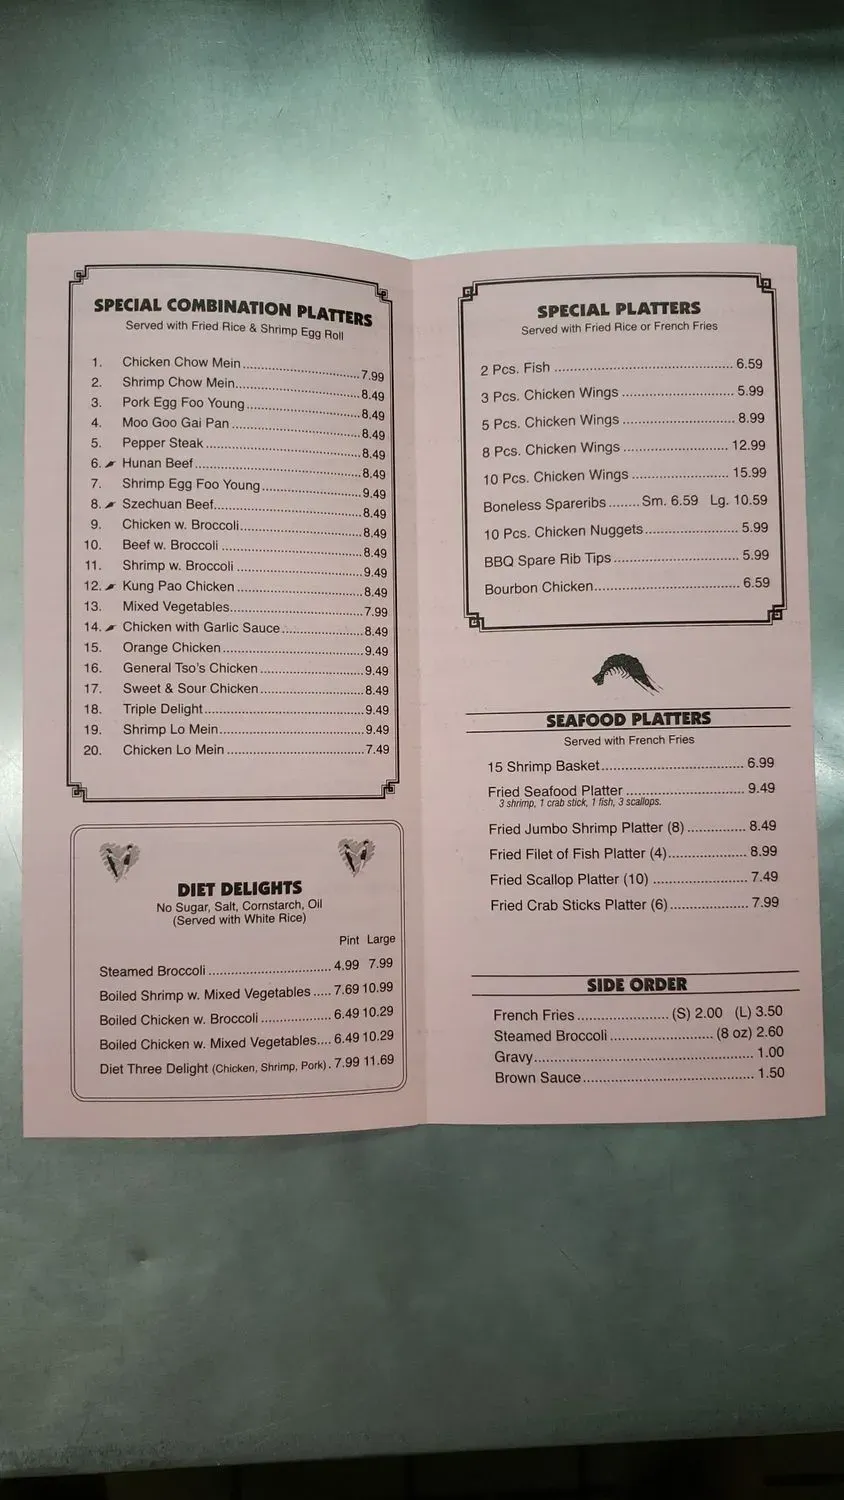 SPECIAL COMBINATION PLATTERS
Served with Fried Rice & Shrimp Egg Roll
1. Chicken Chow Mein ........ 7.99
2. Shrimp Chow Mein ........ 8.49
3. Pork Egg Foo Young ........ 8.49
4. Moo Goo Gai Pan ........ 8.49
5. Pepper Steak ........ 8.49
6. Hunan Beef ........ 8.49
7. Shrimp Egg Foo Young ........ 9.49
8. Szechuan Beef ........ 8.49
9. Chicken w. Broccoli ........ 8.49
10. Beef w. Broccoli ........ 8.49
11. Shrimp w. Broccoli ........ 9.49
12. Kung Pao Chicken ........ 8.49
13. Mixed Vegetables ........ 7.99
14. Chicken with Garlic Sauce ........ 8.49
15. Orange Chicken ........ 9.49
16. General Tso's Chicken ........ 9.49
17. Sweet & Sour Chicken ........ 8.49
18. Triple Delight ........ 9.49
19. Shrimp Lo Mein ........ 9.49
20. Chicken Lo Mein ........ 7.49
DIET DELIGHTS
No Sugar, Salt, Cornstarch, Oil
(Served with White Rice)
Pint Large
Steamed Broccoli ........ 4.99 7.99
Boiled Shrimp w. Mixed Vegetables ..... 7.69 10.99
Boiled Chicken w. Broccoli ........ 6.49 10.29
Boiled Chicken w. Mixed Vegetables.... 6.49 10.29
Diet Three Delight (Chicken, Shrimp, Pork) . 7.99 11.69
SPECIAL PLATTERS
Served with Fried Rice or French Fries
2 Pcs. Fish ........ 6.59
3 Pcs. Chicken Wings ........ 5.99
5 Pcs. Chicken Wings ........ 8.99
8 Pcs. Chicken Wings ........ 12.99
10 Pcs. Chicken Wings ........ 15.99
Boneless Spareribs ........ Sm. 6.59 Lg. 10.59
10 Pcs. Chicken Nuggets ........ 5.99
BBQ Spare Rib Tips ........ 5.99
Bourbon Chicken ........ 6.59
SEAFOOD PLATTERS
Served with French Fries
15 Shrimp Basket ........ 6.99
Fried Seafood Platter ........ 9.49
3 shrimp, 1 crab stick, 1 fish, 3 scallops.
Fried Jumbo Shrimp Platter (8) ........ 8.49
Fried Filet of Fish Platter (4) ........ 8.99
Fried Scallop Platter (10) ........ 7.49
Fried Crab Sticks Platter (6) ........ 7.99
SIDE ORDER
French Fries ........ (S) 2.00 (L) 3.50
Steamed Broccoli ........ (8 oz) 2.60
Gravy ........ 1.00
Brown Sauce ........ 1.50